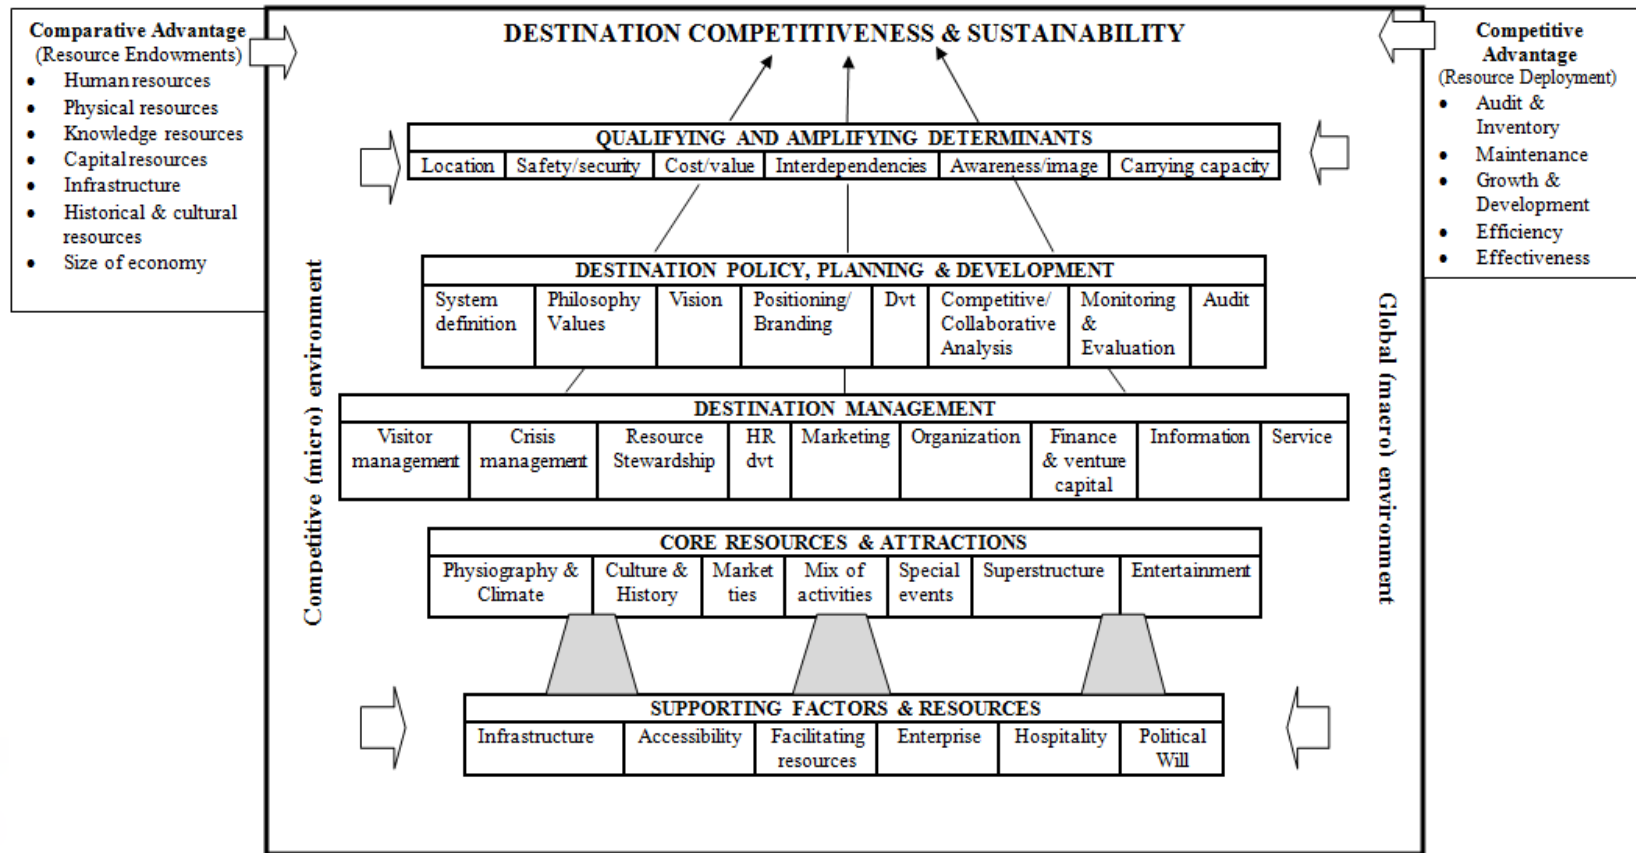 Comparative Advantage
(Resource Endowments)
• Human resources
• Physical resources
• Knowledge resources
• Capital resources
• Infrastructure
• Historical & cultural
resources
• Size of economy
DESTINATION COMPETITIVENESS & SUSTAINABILITY
Competitive
Advantage
(Resource Deployment)
• Audit &
Inventory
• Maintenance
• Growth &
Development
• Efficiency
• Effectiveness
Competitive (micro) environment
Global (macro) environment
QUALIFYING AND AMPLIFYING DETERMINANTS
Location Safety/security Cost/value Interdependencies Awareness/image Carrying capacity
DESTINATION POLICY, PLANNING & DEVELOPMENT
System
definition
Philosophy
Values
Vision
Positioning/
Branding
Dvt
Competitive/
Collaborative
Analysis
Monitoring
&
Evaluation
Audit
DESTINATION MANAGEMENT
Visitor
management
Crisis
management
Resource
Stewardship
HR
dvt
Marketing
Organization
Finance
& venture
capital
Information
Service
CORE RESOURCES & ATTRACTIONS
Physiography &
Climate
Culture &
History
Market
ties
Mix of
activities
Special
events
Superstructure
Entertainment
SUPPORTING FACTORS & RESOURCES
Infrastructure
Accessibility
Facilitating
resources
Enterprise
Hospitality
Political
Will